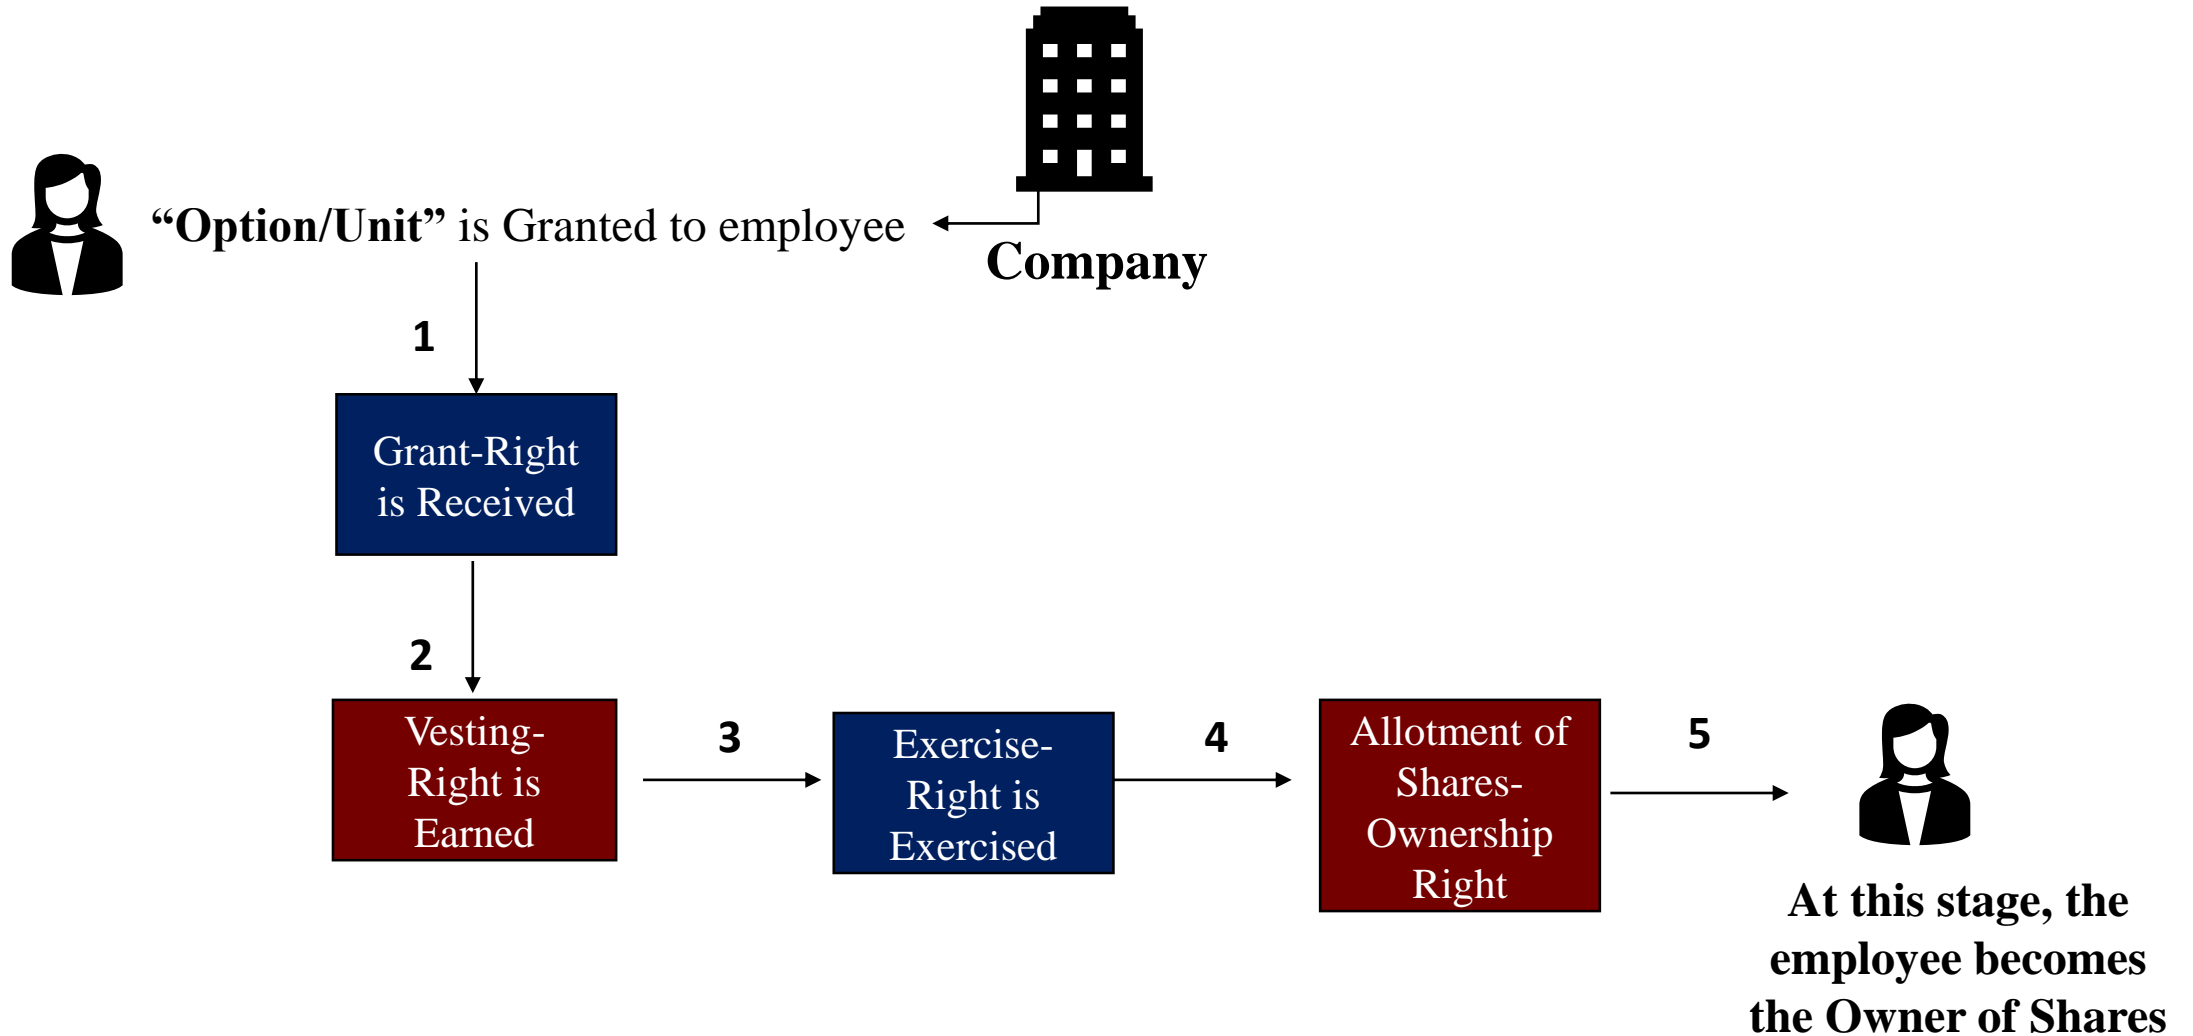 “Option/Unit” is Granted to employee
Company
1
Grant-Right
is Received
2
Vesting-
Right is
Earned
3
Exercise-
Right is
Exercised
4
Allotment of
Shares-
Ownership
Right
5
At this stage, the
employee becomes
the Owner of Shares